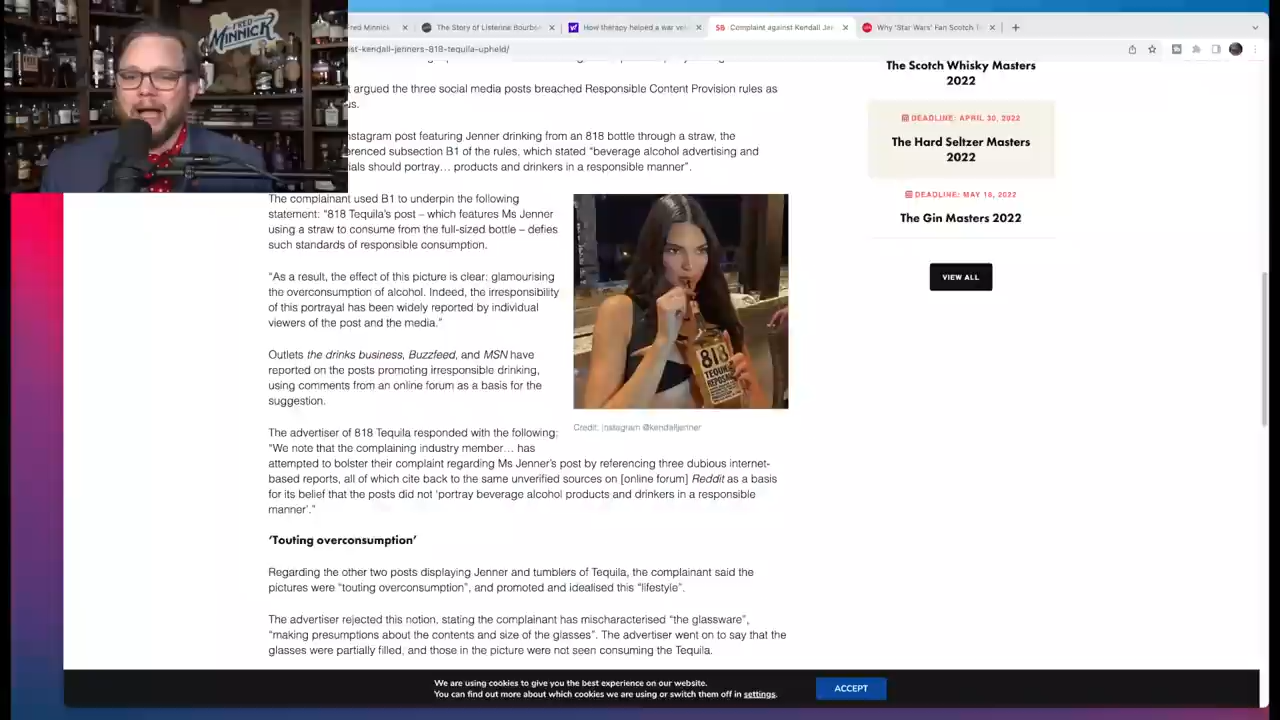 FRED
MINNICK
red Minnick
The Story of Listerine Bourbo
How therapy helped a war vet
SB Complaint against Kendall Jen
Why 'Star Wars' Fan Scotch T
st-kendall-jenners-818-tequila-upheld/
argued the three social media posts breached Responsible Content Provision rules as
us.
nstagram post featuring Jenner drinking from an 818 bottle through a straw, the
erenced subsection B1 of the rules, which stated “beverage alcohol advertising and
ials should portray… products and drinkers in a responsible manner”.
The complainant used B1 to underpin the following
statement: “818 Tequila’s post – which features Ms Jenner
using a straw to consume from the full-sized bottle – defies
such standards of responsible consumption.
“As a result, the effect of this picture is clear: glamourising
the overconsumption of alcohol. Indeed, the irresponsibility
of this portrayal has been widely reported by individual
viewers of the post and the media.”
Outlets the drinks business, Buzzfeed, and MSN have
reported on the posts promoting irresponsible drinking,
using comments from an online forum as a basis for the
suggestion.
818
TEQUILA
REPOSADO
Credit: Instagram @kendalljenner
The advertiser of 818 Tequila responded with the following:
“We note that the complaining industry member… has
attempted to bolster their complaint regarding Ms Jenner’s post by referencing three dubious internet-
based reports, all of which cite back to the same unverified sources on [online forum] Reddit as a basis
for its belief that the posts did not ‘portray beverage alcohol products and drinkers in a responsible
manner’.”
‘Touting overconsumption’
Regarding the other two posts displaying Jenner and tumblers of Tequila, the complainant said the
pictures were “touting overconsumption”, and promoted and idealised this “lifestyle”.
The advertiser rejected this notion, stating the complainant has mischaracterised “the glassware”,
“making presumptions about the contents and size of the glasses”. The advertiser went on to say that the
glasses were partially filled, and those in the picture were not seen consuming the Tequila.
The Scotch Whisky Masters
2022
DEADLINE: APRIL 30, 2022
The Hard Seltzer Masters
2022
DEADLINE: MAY 16, 2022
The Gin Masters 2022
VIEW ALL
We are using cookies to give you the best experience on our website.
You can find out more about which cookies we are using or switch them off in settings.
ACCEPT